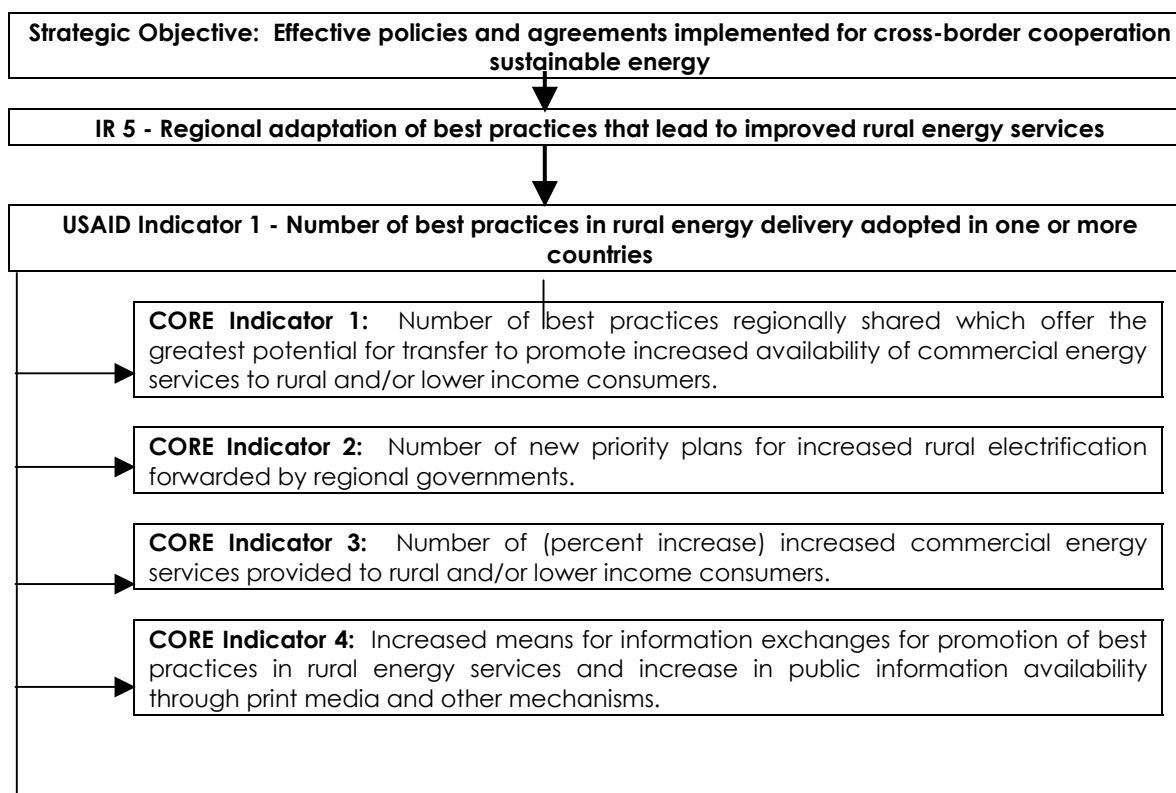 Strategic Objective: Effective policies and agreements implemented for cross-border cooperation
sustainable energy
IR 5 - Regional adaptation of best practices that lead to improved rural energy services
USAID Indicator 1 - Number of best practices in rural energy delivery adopted in one or more
countries
CORE Indicator 1: Number of best practices regionally shared which offer the
greatest potential for transfer to promote increased availability of commercial energy
services to rural and/or lower income consumers.
CORE Indicator 2: Number of new priority plans for increased rural electrification
forwarded by regional governments.
CORE Indicator 3: Number of (percent increase) increased commercial energy
services provided to rural and/or lower income consumers.
CORE Indicator 4: Increased means for information exchanges for promotion of best
practices in rural energy services and increase in public information availability
through print media and other mechanisms.